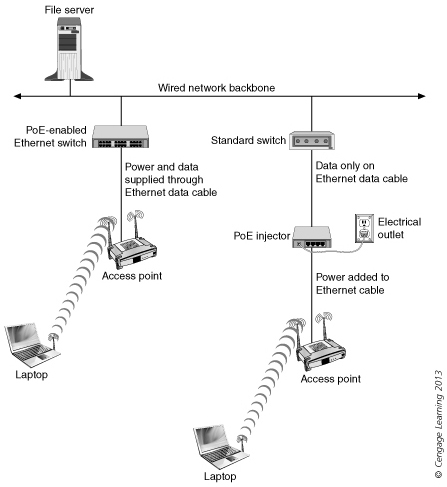 File server
Wired network backbone
PoE-enabled
Ethernet switch
Standard switch
Power and data
supplied through
Ethernet data cable
Data only on
Ethernet data cable
PoE injector
Electrical
outlet
Access point
Power added to
Ethernet cable
Laptop
Access point
Laptop
© Cengage Learning 2013